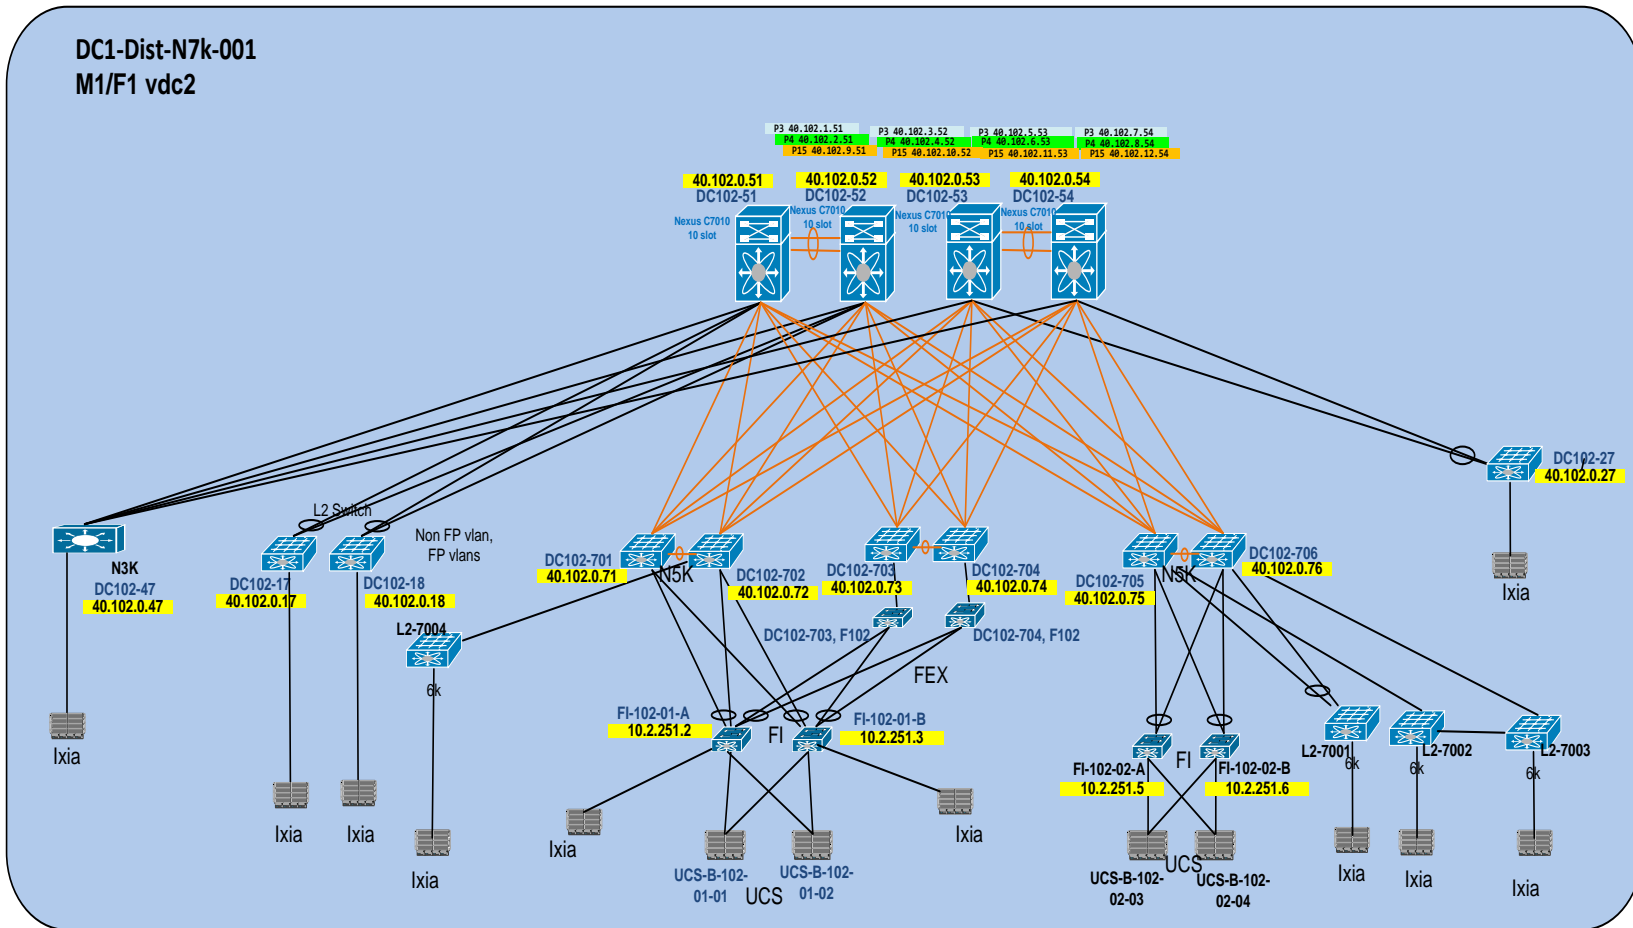 DC1-Dist-N7k-001
M1/F1 vdc2
P3 40.102.1.51
P4 40.102.2.51
P15 40.102.9.51
P3 40.102.3.52
P4 40.102.4.52
P15 40.102.10.52
P3 40.102.5.53
P4 40.102.6.53
P15 40.102.11.53
P3 40.102.7.54
P4 40.102.8.54
P15 40.102.12.54
40.102.0.51
DC102-51
40.102.0.52
DC102-52
40.102.0.53
DC102-53
40.102.0.54
DC102-54
Nexus C7010
10 slot
Nexus C7010
10 slot
Nexus C7010
10 slot
Nexus C7010
10 slot
DC102-27
40.102.0.27
Ixia
L2 Switch
Non FP vlan,
FP vlans
N3K
DC102-47
40.102.0.47
DC102-17
40.102.0.17
DC102-18
40.102.0.18
L2-7004
6k
DC102-701
40.102.0.71
N5K
DC102-702
40.102.0.72
DC102-703
40.102.0.73
DC102-704
40.102.0.74
DC102-705
40.102.0.75
N5K
DC102-706
40.102.0.76
DC102-703, F102
DC102-704, F102
FEX
FI-102-01-A
10.2.251.2
FI
FI-102-01-B
10.2.251.3
FI-102-02-A
10.2.251.5
FI
FI-102-02-B
10.2.251.6
L2-7001
6k
L2-7002
6k
L2-7003
6k
Ixia
Ixia
Ixia
Ixia
Ixia
Ixia
Ixia
Ixia
Ixia
UCS-B-102-
01-01
UCS
UCS-B-102-
01-02
UCS-B-102-
02-03
UCS
UCS-B-102-
02-04